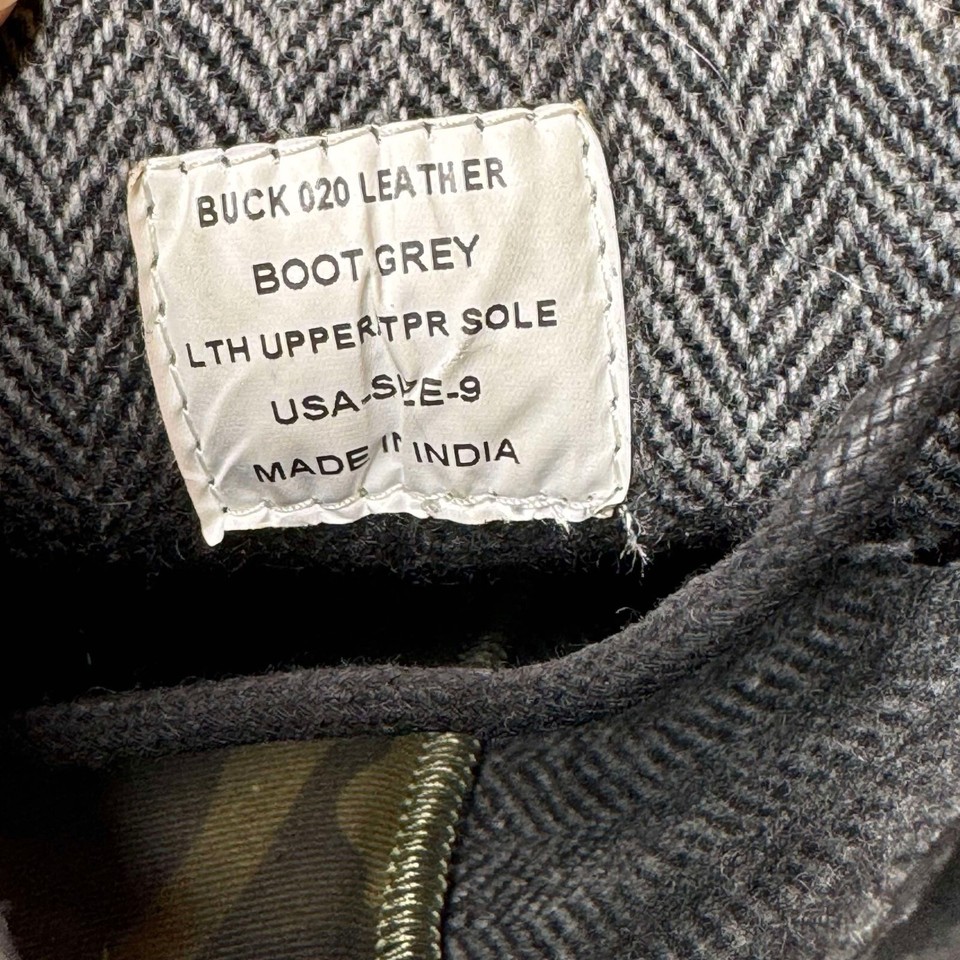 BUCK 020 LEATHER
BOOT GREY
LTH UPPER TPR SOLE
USA-SIZE-9
MADE IN INDIA